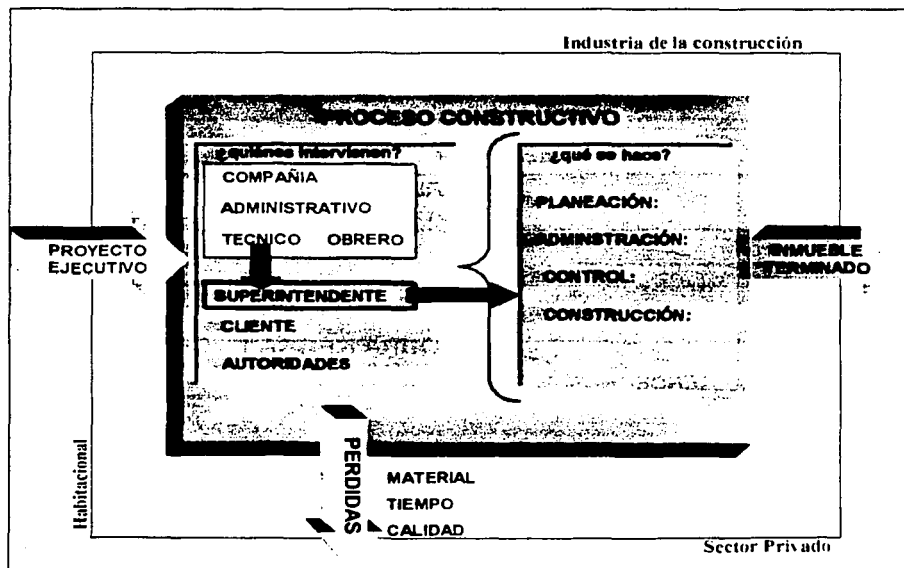 Industria de la construcción
PROCESO CONSTRUCTIVO
¿quiénes intervienen?
COMPAÑIA
ADMINISTRATIVO
TECNICO OBRERO
SUPERINTENDENTE
CLIENTE
AUTORIDADES
¿qué se hace?
PLANEACIÓN:
ADMINSTRACIÓN:
CONTROL:
CONSTRUCCIÓN:
PROYECTO
EJECUTIVO
INMUEBLE
TERMINADO
PERDIDAS
MATERIAL
TIEMPO
CALIDAD
Habitacional
Sector Privado